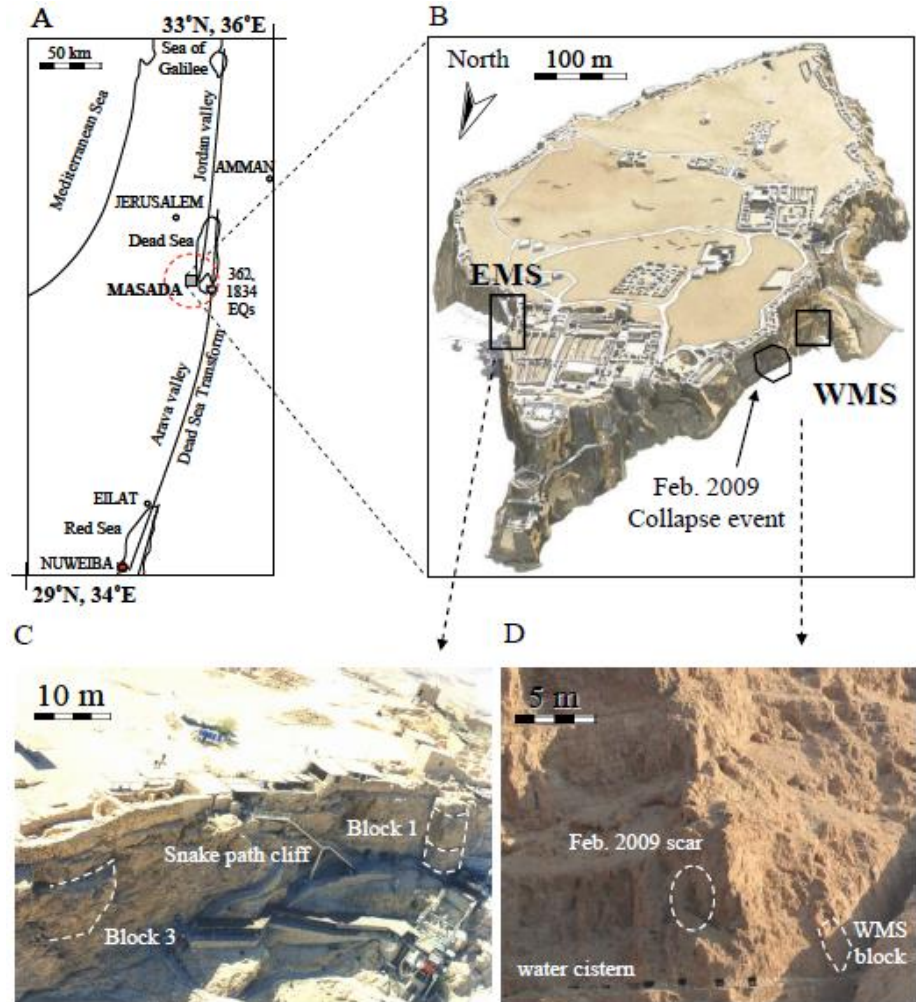 A
33°N, 36°E
50 km
Sea of
Galilee
Mediterranean Sea
Jordan valley
AMMAN
JERUSALEM
Dead Sea
MASADA
362,
1834
EQs
Arava valley
Dead Sea Transform
EILAT
Red Sea
NUWEIBA
29°N, 34°E
B
North
100 m
EMS
WMS
Feb. 2009
Collapse event
C
10 m
Block 1
Snake path cliff
Block 3
D
5 m
Feb. 2009 scar
WMS
block
water cistern